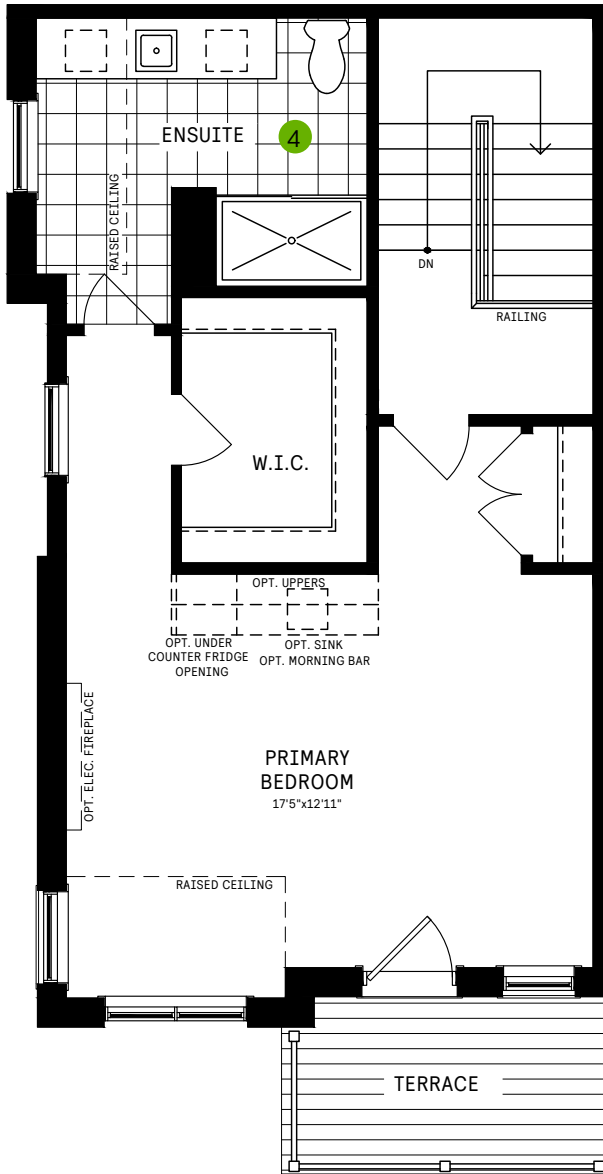 ENSUITE
4
RAISED CEILING
DN
RAILING
W.I.C.
OPT. UPPERS
OPT. UNDER
COUNTER FRIDGE
OPENING
OPT. SINK
OPT. MORNING BAR
OPT. ELEC. FIREPLACE
PRIMARY
BEDROOM
17'5"x12'11"
RAISED CEILING
TERRACE